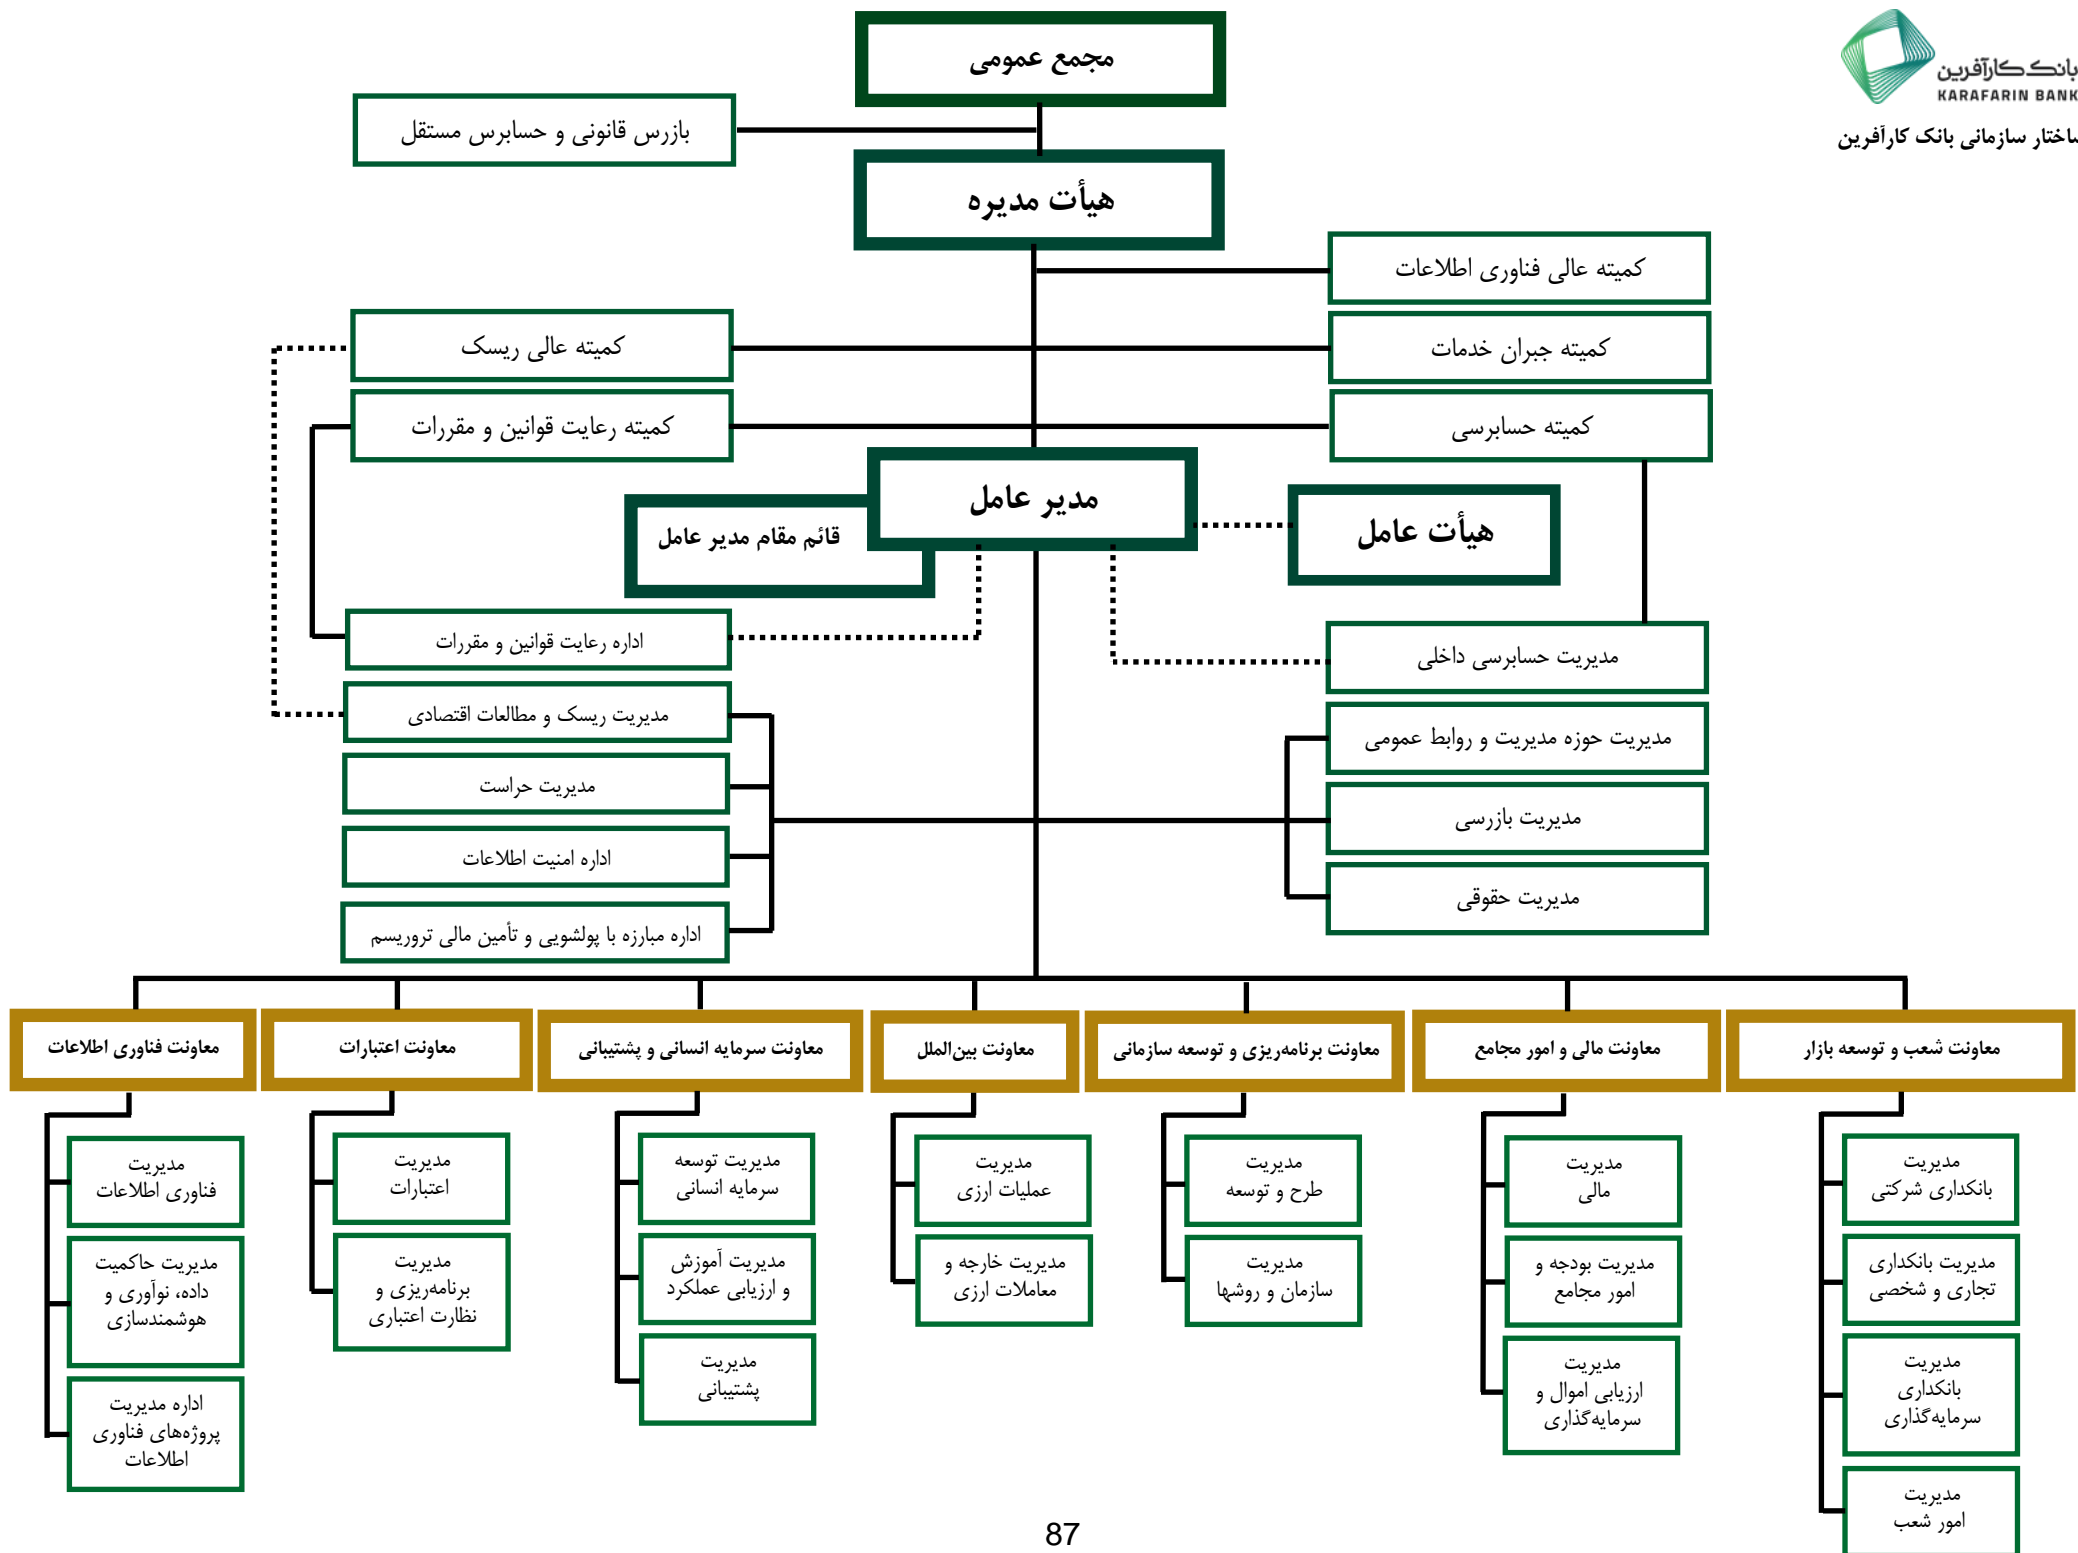 بانک کارآفرین
KARAFARIN BANK
ساختار سازمانی بانک کارآفرین
مجمع عمومی
بازرس قانونی و حسابرس مستقل
هیأت مدیره
کمیته عالی فناوری اطلاعات
کمیته جبران خدمات
کمیته عالی ریسک
کمیته حسابرسی
کمیته رعایت قوانین و مقررات
مدیر عامل
قائم مقام مدیر عامل
هیأت عامل
اداره رعایت قوانین و مقررات
مدیریت حسابرسی داخلی
مدیریت ریسک و مطالعات اقتصادی
مدیریت حوزه مدیریت و روابط عمومی
مدیریت حراست
مدیریت بازرسی
اداره امنیت اطلاعات
مدیریت حقوقی
اداره مبارزه با پولشویی و تأمین مالی تروریسم
معاونت شعب و توسعه بازار
معاونت مالی و امور مجامع
معاونت برنامه‌ریزی و توسعه سازمانی
معاونت بین‌الملل
معاونت سرمایه انسانی و پشتیبانی
معاونت اعتبارات
معاونت فناوری اطلاعات
مدیریت
بانکداری شرکتی
مدیریت بانکداری
تجاری و شخصی
مدیریت
بانکداری
سرمایه‌گذاری
مدیریت
امور شعب
مدیریت
مالی
مدیریت بودجه و
امور مجامع
مدیریت
ارزیابی اموال و
سرمایه‌گذاری
مدیریت
طرح و توسعه
مدیریت
سازمان و روشها
مدیریت
عملیات ارزی
مدیریت خارجه و
معاملات ارزی
مدیریت توسعه
سرمایه انسانی
مدیریت آموزش
و ارزیابی عملکرد
مدیریت
پشتیبانی
مدیریت
اعتبارات
مدیریت
برنامه‌ریزی و
نظارت اعتباری
مدیریت
فناوری اطلاعات
مدیریت حاکمیت
داده، نوآوری و
هوشمندسازی
اداره مدیریت
پروژه‌های فناوری
اطلاعات
87